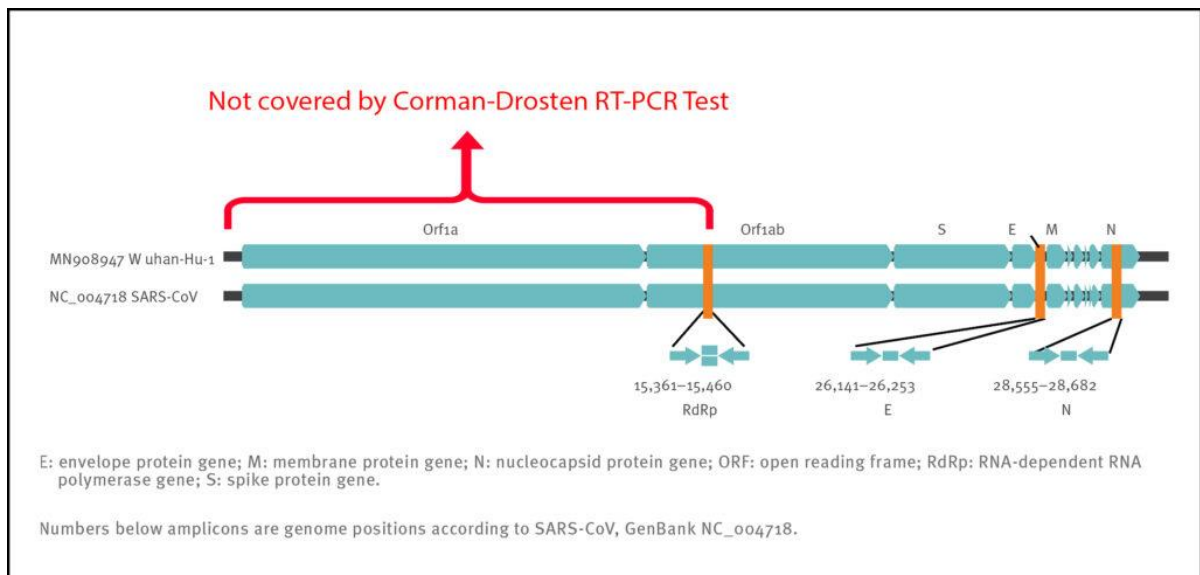 Not covered by Corman-Drosten RT-PCR Test
Orf1a Orf1ab S E M N
MN908947 W uhan-Hu-1
NC_004718 SARS-CoV
15,361–15,460 26,141–26,253 28,555–28,682
RdRp E N
E: envelope protein gene; M: membrane protein gene; N: nucleocapsid protein gene; ORF: open reading frame; RdRp: RNA-dependent RNA
polymerase gene; S: spike protein gene.
Numbers below amplicons are genome positions according to SARS-CoV, GenBank NC_004718.